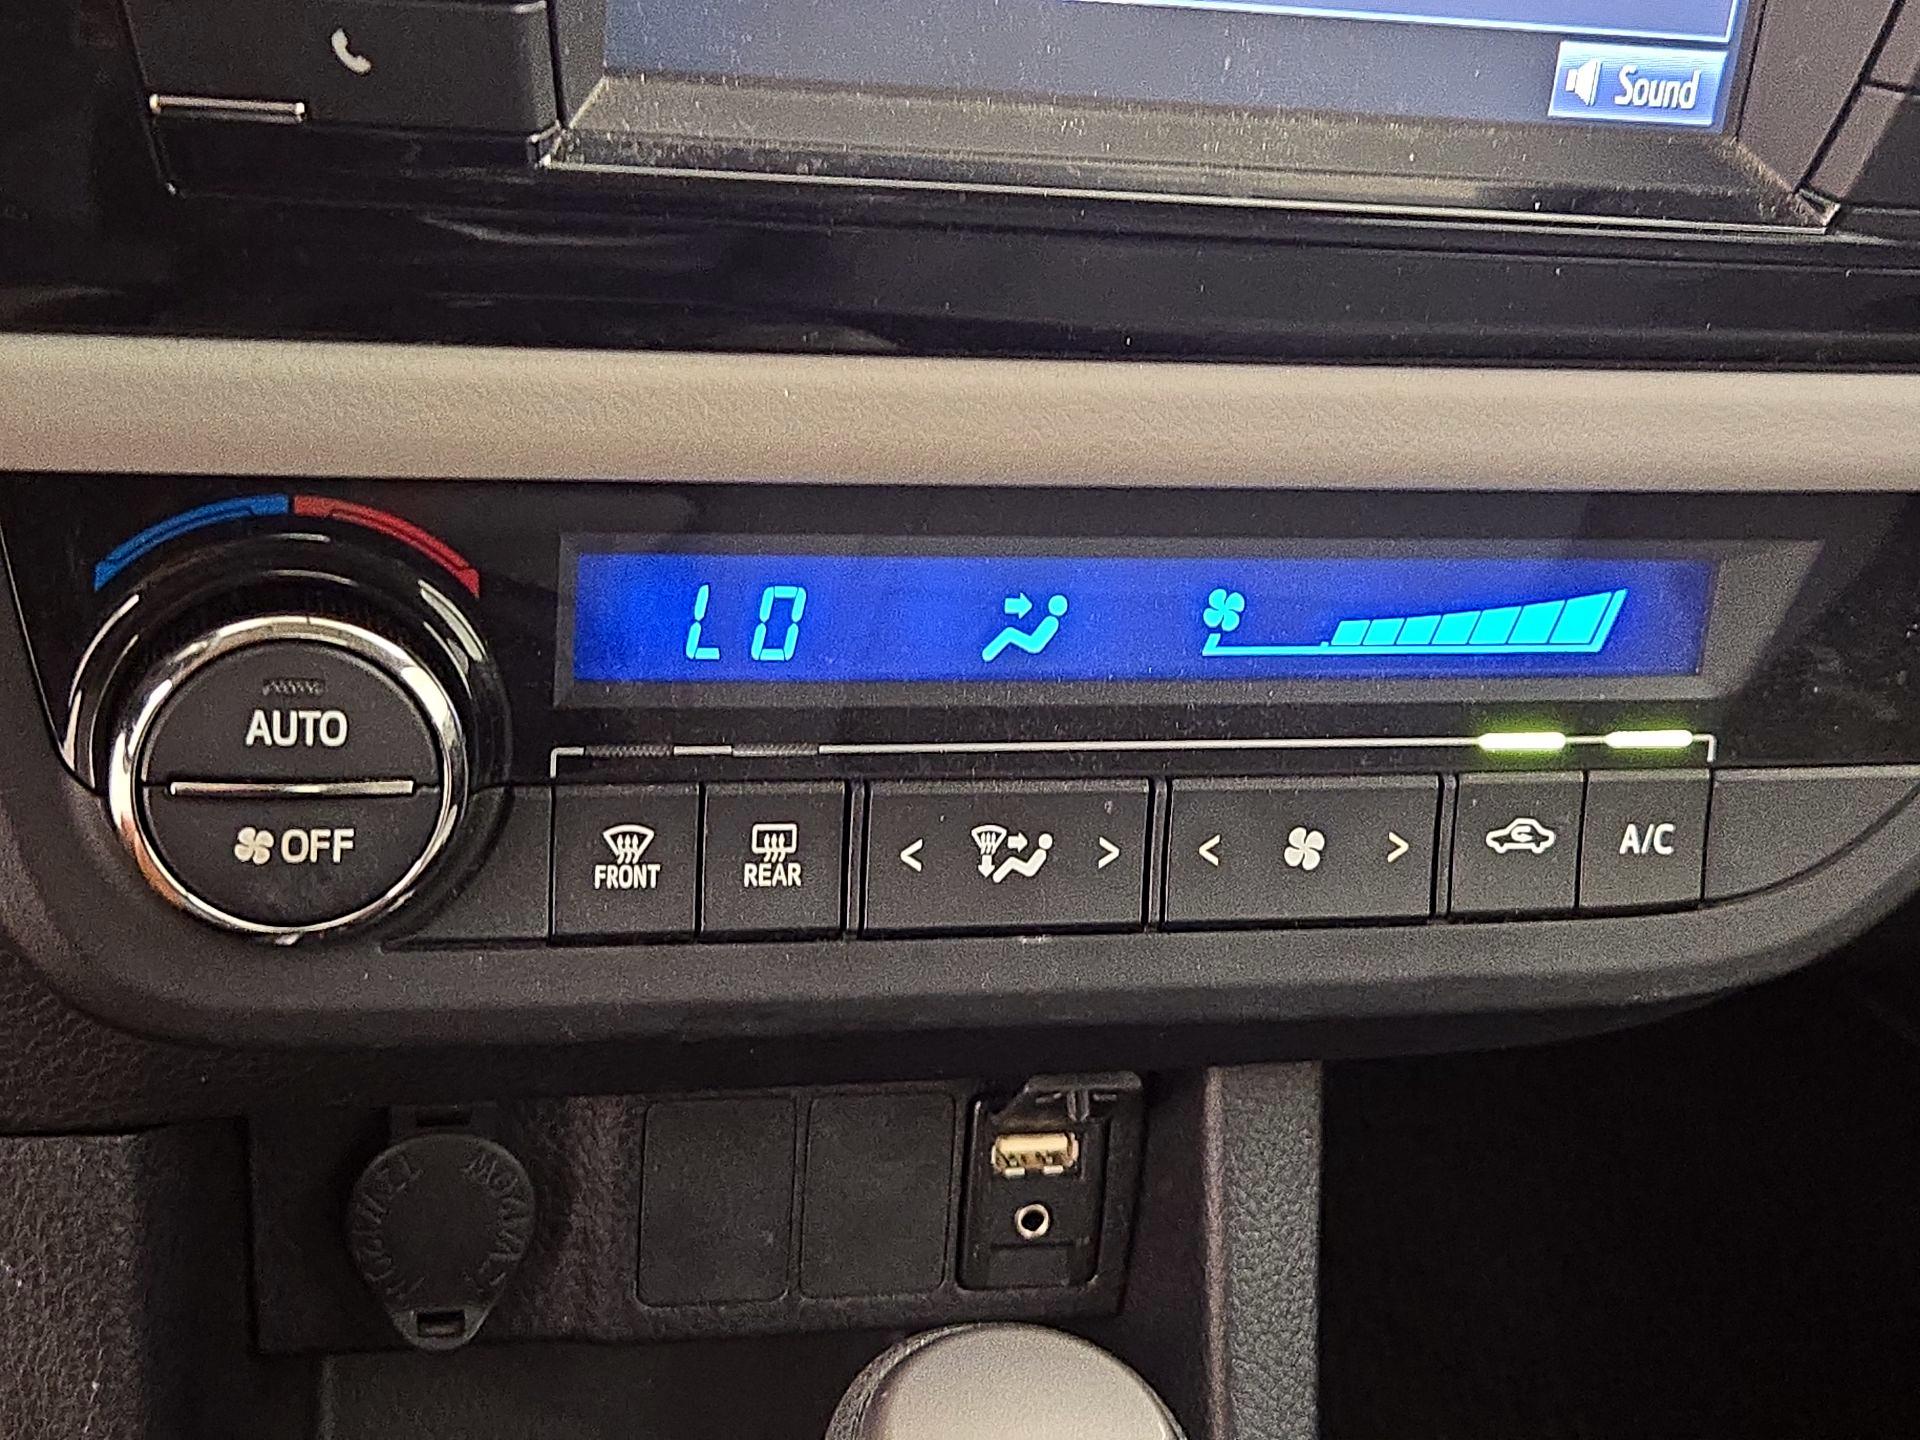 Sound
LO
AUTO
OFF
FRONT
REAR
< >
< >
A/C